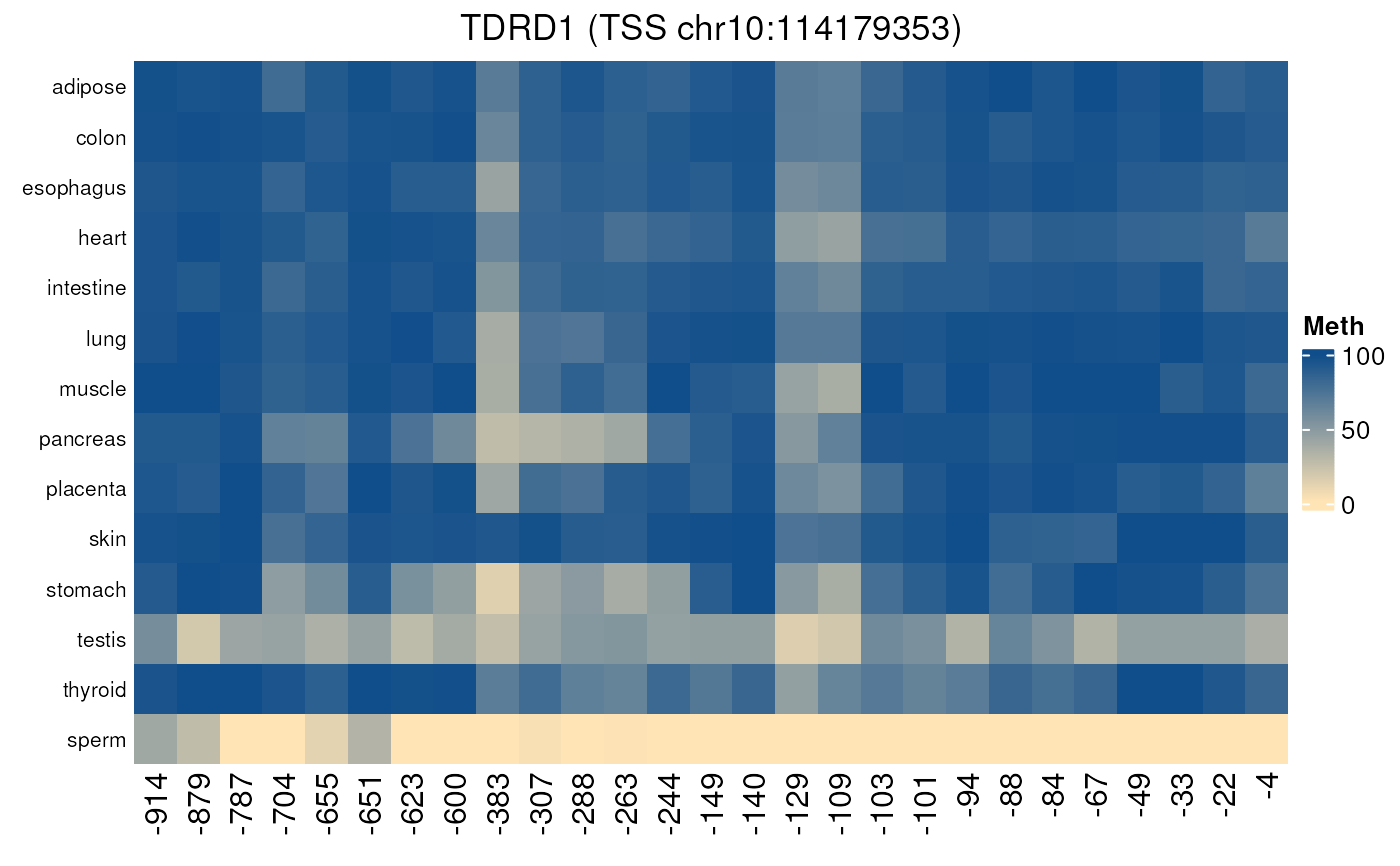 TDRD1 (TSS chr10:114179353)
adipose
colon
esophagus
heart
intestine
lung
muscle
pancreas
placenta
skin
stomach
testis
thyroid
sperm
-914 -879 -787 -704 -655 -651 -623 -600 -383 -307 -288 -263 -244 -149 -140 -129 -109 -103 -101 -94 -88 -84 -67 -49 -33 -22 -4
Meth
100
50
0